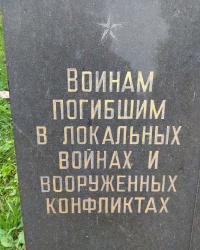 ВОИНАМ
ПОГИБШИМ
В ЛОКАЛЬНЫХ
ВОЙНАХ И
ВООРУЖЕННЫХ
КОНФЛИКТАХ